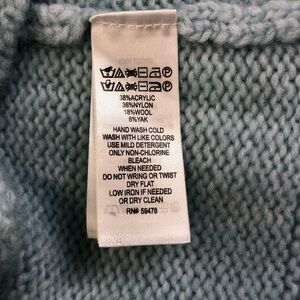 38%ACRYLIC
36%NYLON
18%WOOL
8%YAK
HAND WASH COLD
WASH WITH LIKE COLORS
USE MILD DETERGENT
ONLY NON-CHLORINE
BLEACH
WHEN NEEDED
DO NOT WRING OR TWIST
DRY FLAT
LOW IRON IF NEEDED
OR DRY CLEAN
RN# 59478